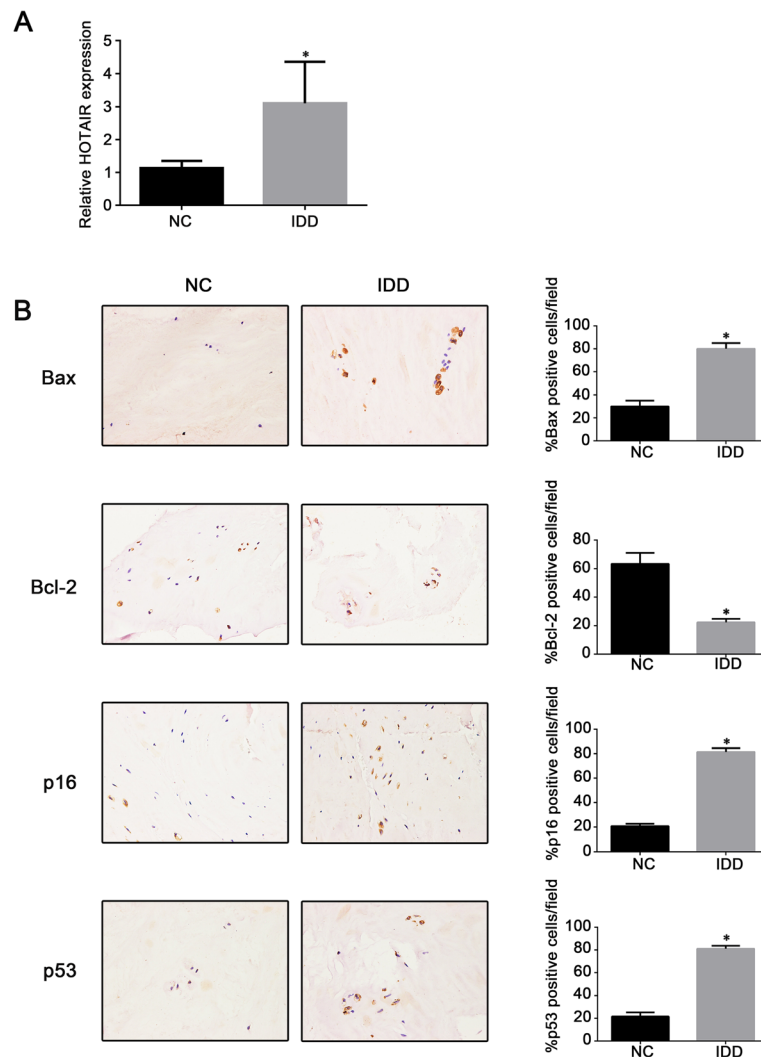 A
Relative HOTAIR expression
5
4
3
2
1
0
*
NC
IDD
B
NC
IDD
Bax
%Bax positive cells/field
100
80
60
40
20
0
*
NC
IDD
Bcl-2
%Bcl-2 positive cells/field
80
60
40
20
0
*
NC
IDD
p16
%p16 positive cells/field
100
80
60
40
20
0
*
NC
IDD
p53
%p53 positive cells/field
100
80
60
40
20
0
*
NC
IDD